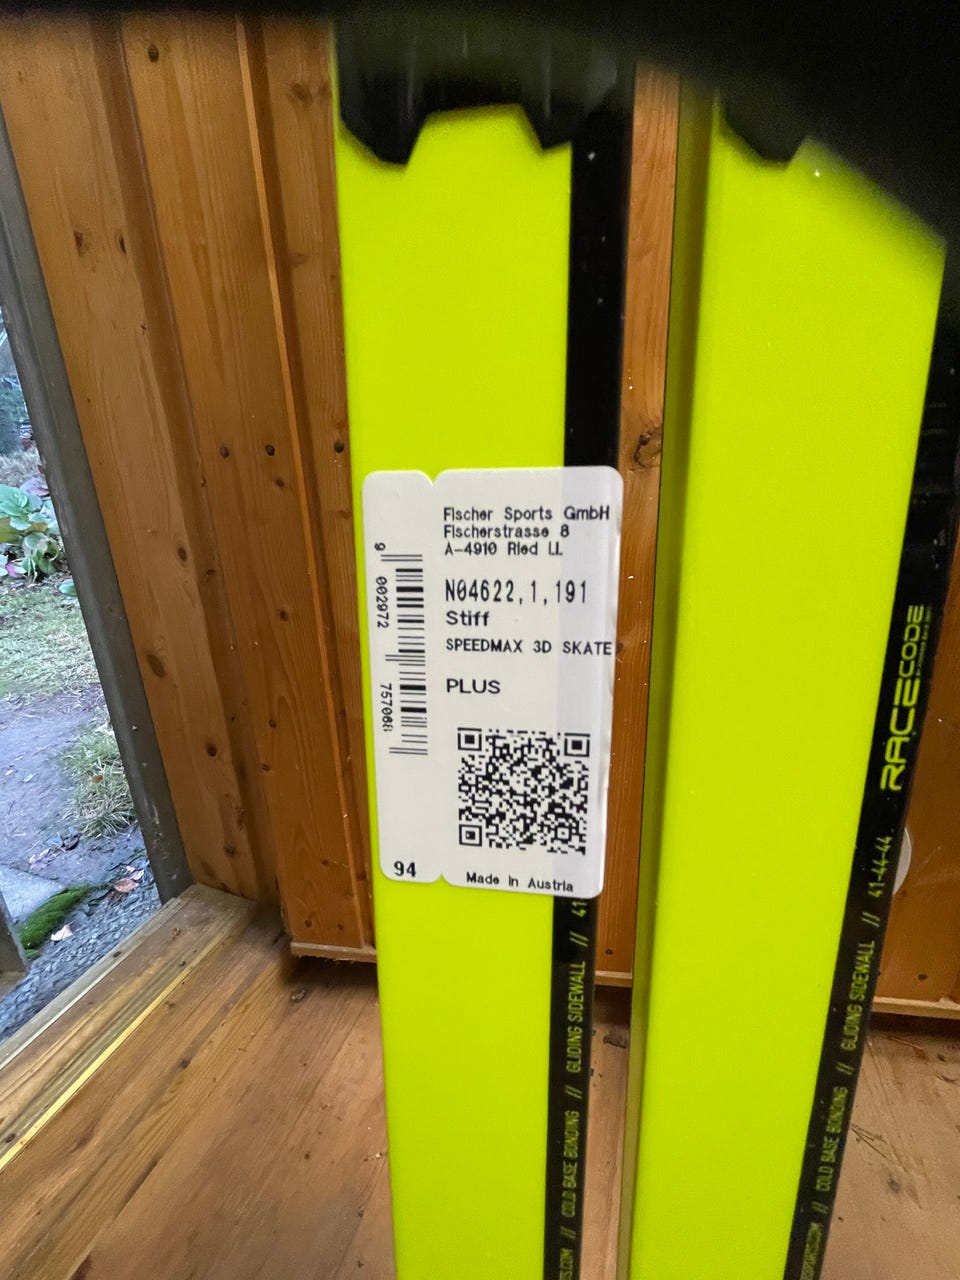 Fischer Sports GmbH
Fischerstrasse 8
A-4910 Ried I.I.
N04622,1,191
Stiff
SPEEDMAX 3D SKATE
PLUS
9 002972 757068
94
Made in Austria
41
// GLIDING SIDEWALL //
COLD BASE BONDING //
RACECODE
41-44-44
// GLIDING SIDEWALL //
COLD BASE BONDING //